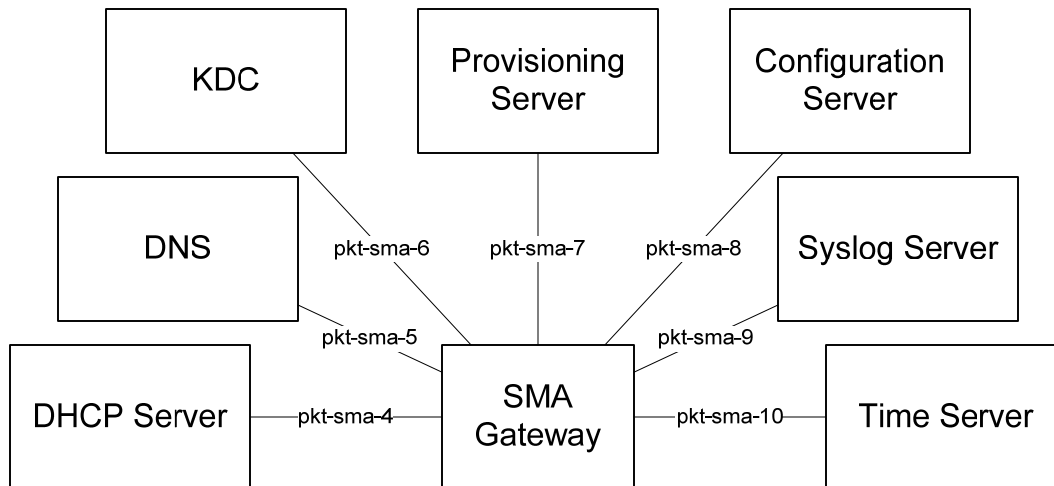 KDC
Provisioning
Server
Configuration
Server
DNS
pkt-sma-6
pkt-sma-7
pkt-sma-8
Syslog Server
pkt-sma-5
pkt-sma-9
DHCP Server
pkt-sma-4
SMA
Gateway
pkt-sma-10
Time Server